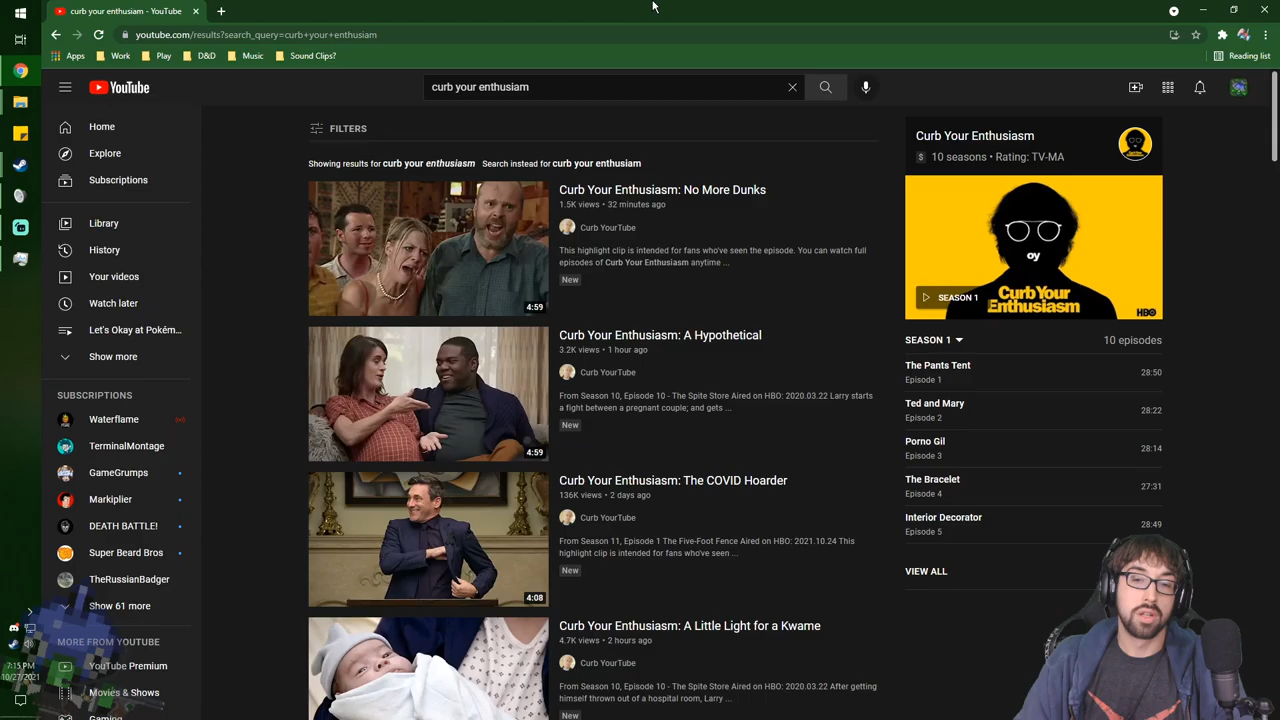 curb your enthusiasm - YouTube
youtube.com/results?search_query=curb+your+enthusiam
Apps
Work
Play
D&D
Music
Sound Clips?
Reading list
YouTube
curb your enthusiam
Home
Explore
Subscriptions
Library
History
Your videos
Watch later
Let's Okay at Pokém...
Show more
SUBSCRIPTIONS
Waterflame
TerminalMontage
GameGrumps
Markiplier
DEATH BATTLE!
Super Beard Bros
TheRussianBadger
Show 61 more
MORE FROM YOUTUBE
YouTube Premium
Movies & Shows
7:15 PM
10/27/2021
FILTERS
Showing results for curb your enthusiasm Search instead for curb your enthusiam
Curb Your Enthusiasm: No More Dunks
1.5K views • 32 minutes ago
Curb YourTube
This highlight clip is intended for fans who've seen the episode. You can watch full
episodes of Curb Your Enthusiasm anytime ...
New
4:59
Curb Your Enthusiasm: A Hypothetical
3.2K views • 1 hour ago
Curb YourTube
From Season 10, Episode 10 - The Spite Store Aired on HBO: 2020.03.22 Larry starts
a fight between a pregnant couple; and gets ...
New
4:59
Curb Your Enthusiasm: The COVID Hoarder
136K views • 2 days ago
Curb YourTube
From Season 11, Episode 1 The Five-Foot Fence Aired on HBO: 2021.10.24 This
highlight clip is intended for fans who've seen ...
New
4:08
Curb Your Enthusiasm: A Little Light for a Kwame
4.7K views • 2 hours ago
Curb YourTube
From Season 10, Episode 10 - The Spite Store Aired on HBO: 2020.03.22 After getting
himself thrown out of a hospital room, Larry ...
New
Curb Your Enthusiasm
$ 10 seasons • Rating: TV-MA
oy
Curb Your
Enthusiasm
SEASON 1
HBO
SEASON 1
10 episodes
The Pants Tent
Episode 1
28:50
Ted and Mary
Episode 2
28:22
Porno Gil
Episode 3
28:14
The Bracelet
Episode 4
27:31
Interior Decorator
Episode 5
28:49
VIEW ALL